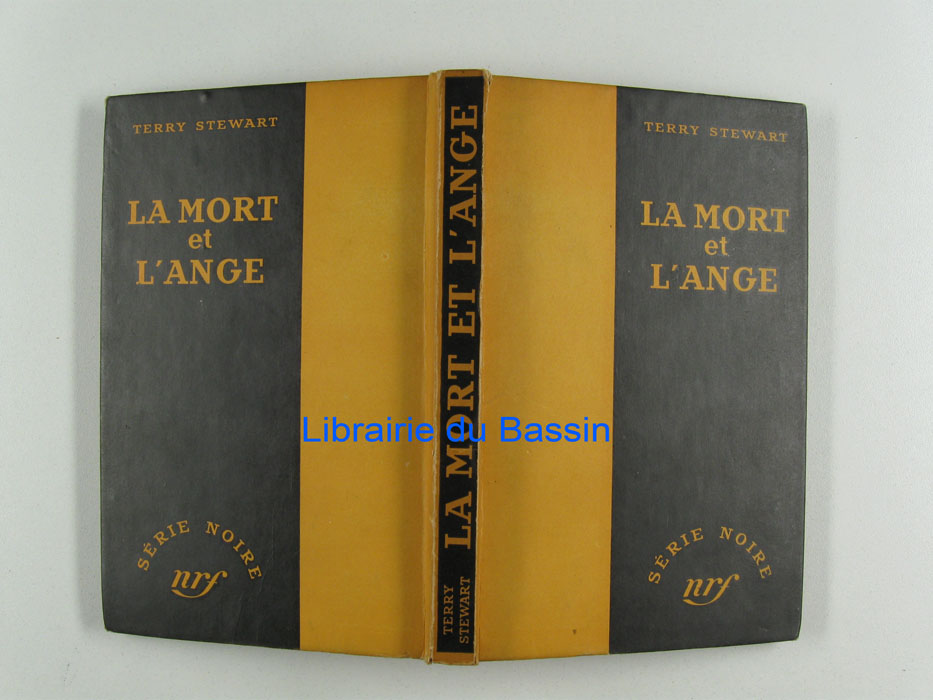 TERRY STEWART
LA MORT
et
L'ANGE
SÉRIE NOIRE
nrf
LA MORT ET L'ANGE
TERRY
STEWART
TERRY STEWART
LA MORT
et
L'ANGE
SÉRIE NOIRE
nrf
Librairie du Bassin